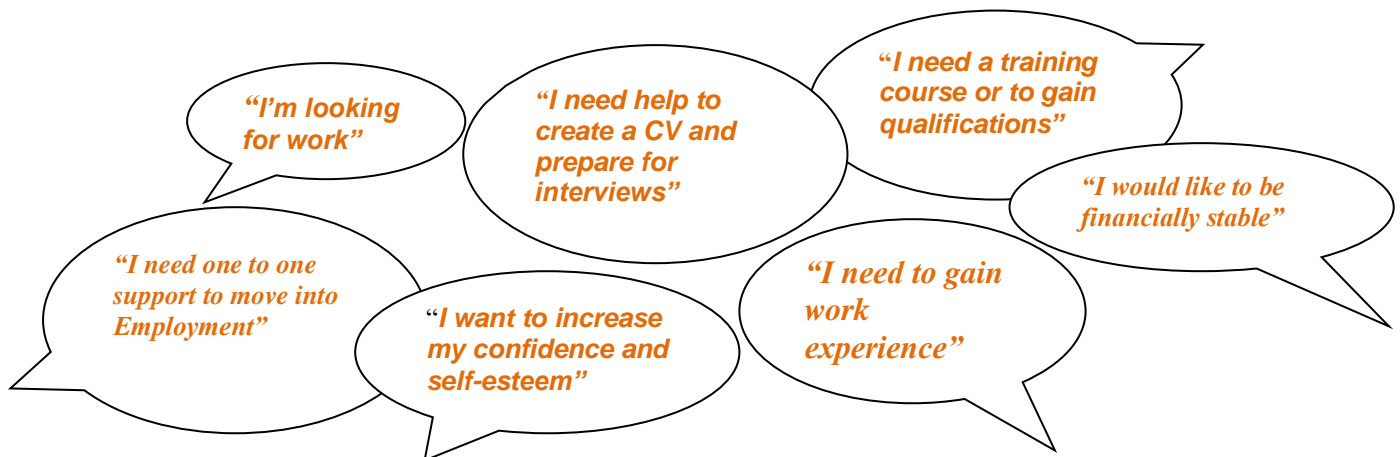 “I’m looking
for work”
“I need help to
create a CV and
prepare for
interviews”
“I need a training
course or to gain
qualifications”
“I would like to be
financially stable”
“I need one to one
support to move into
Employment”
“I want to increase
my confidence and
self-esteem”
“I need to gain
work
experience”